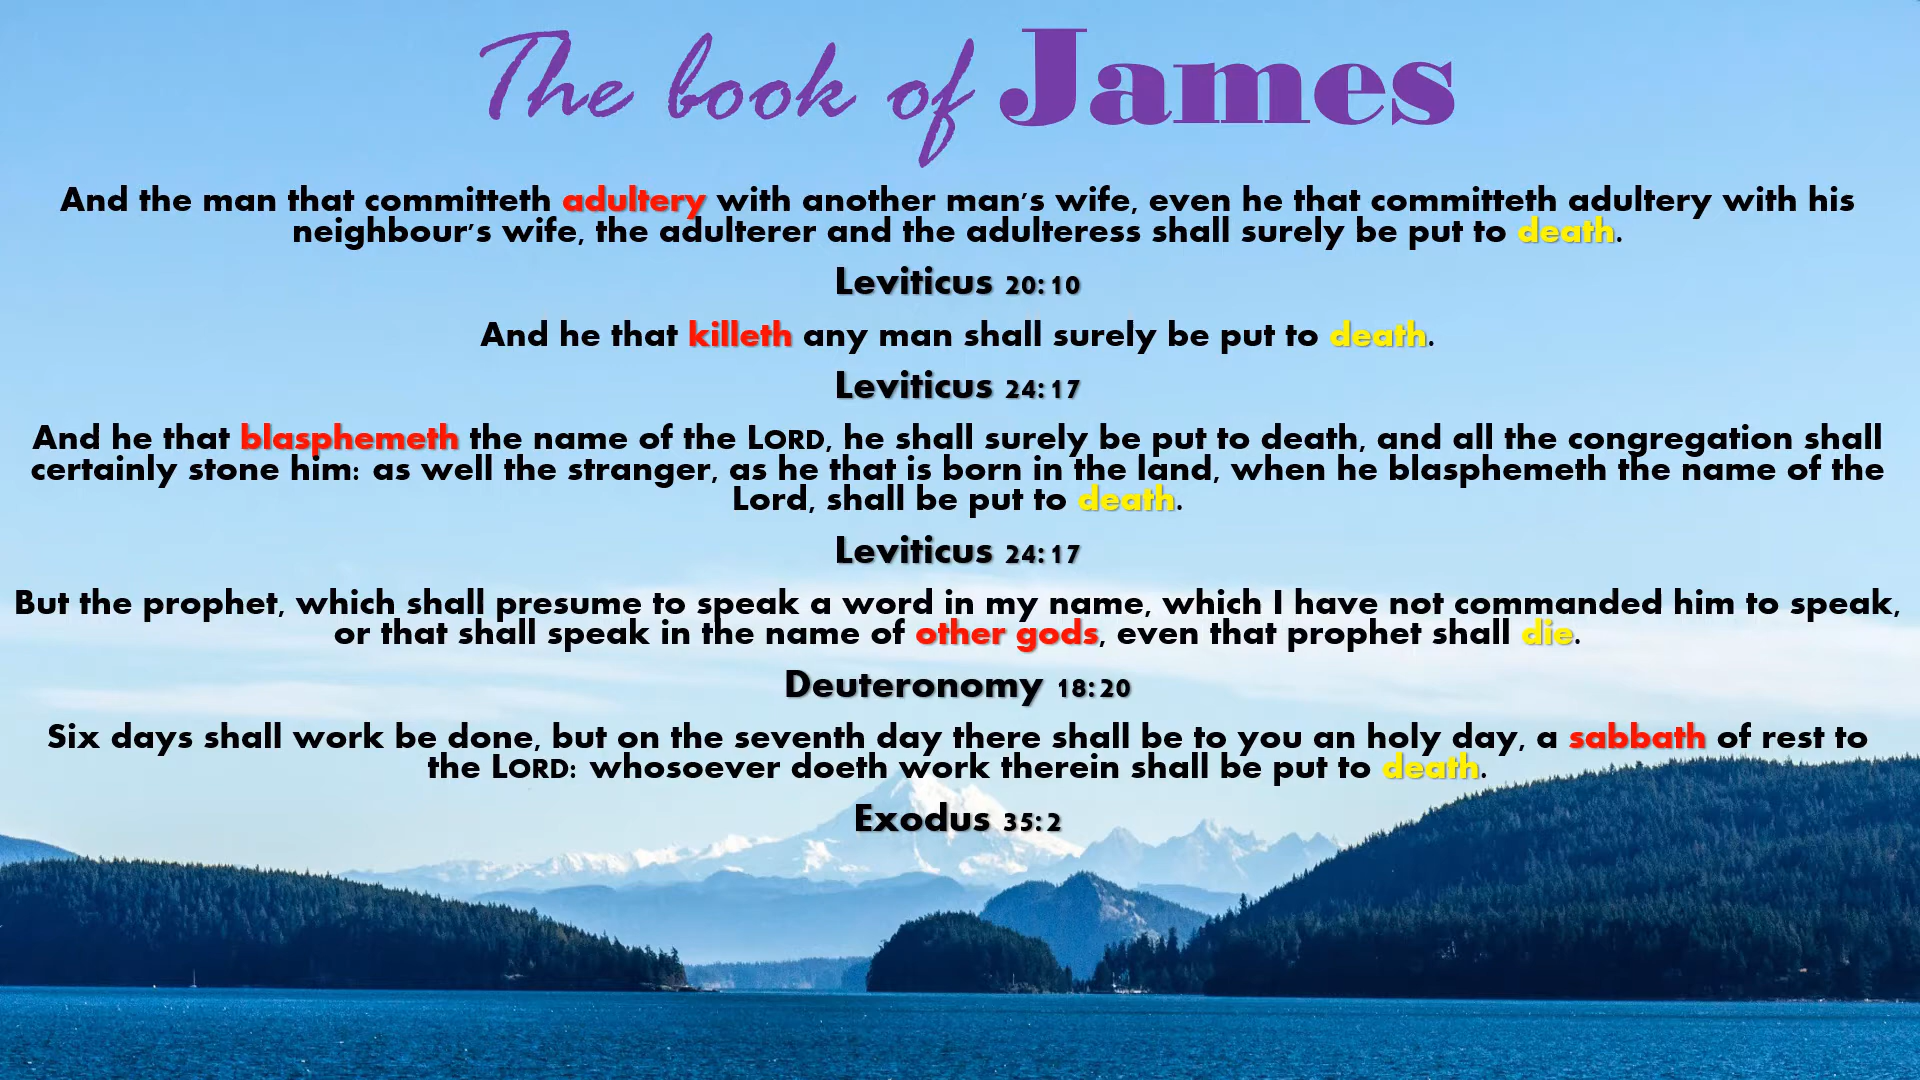 The book of James
And the man that committeth adultery with another man's wife, even he that committeth adultery with his
neighbour's wife, the adulterer and the adulteress shall surely be put to death.
Leviticus 20:10
And he that killeth any man shall surely be put to death.
Leviticus 24:17
And he that blasphemeth the name of the LORD, he shall surely be put to death, and all the congregation shall
certainly stone him: as well the stranger, as he that is born in the land, when he blasphemeth the name of the
Lord, shall be put to death.
Leviticus 24:17
But the prophet, which shall presume to speak a word in my name, which I have not commanded him to speak,
or that shall speak in the name of other gods, even that prophet shall die.
Deuteronomy 18:20
Six days shall work be done, but on the seventh day there shall be to you an holy day, a sabbath of rest to
the LORD: whosoever doeth work therein shall be put to death.
Exodus 35:2